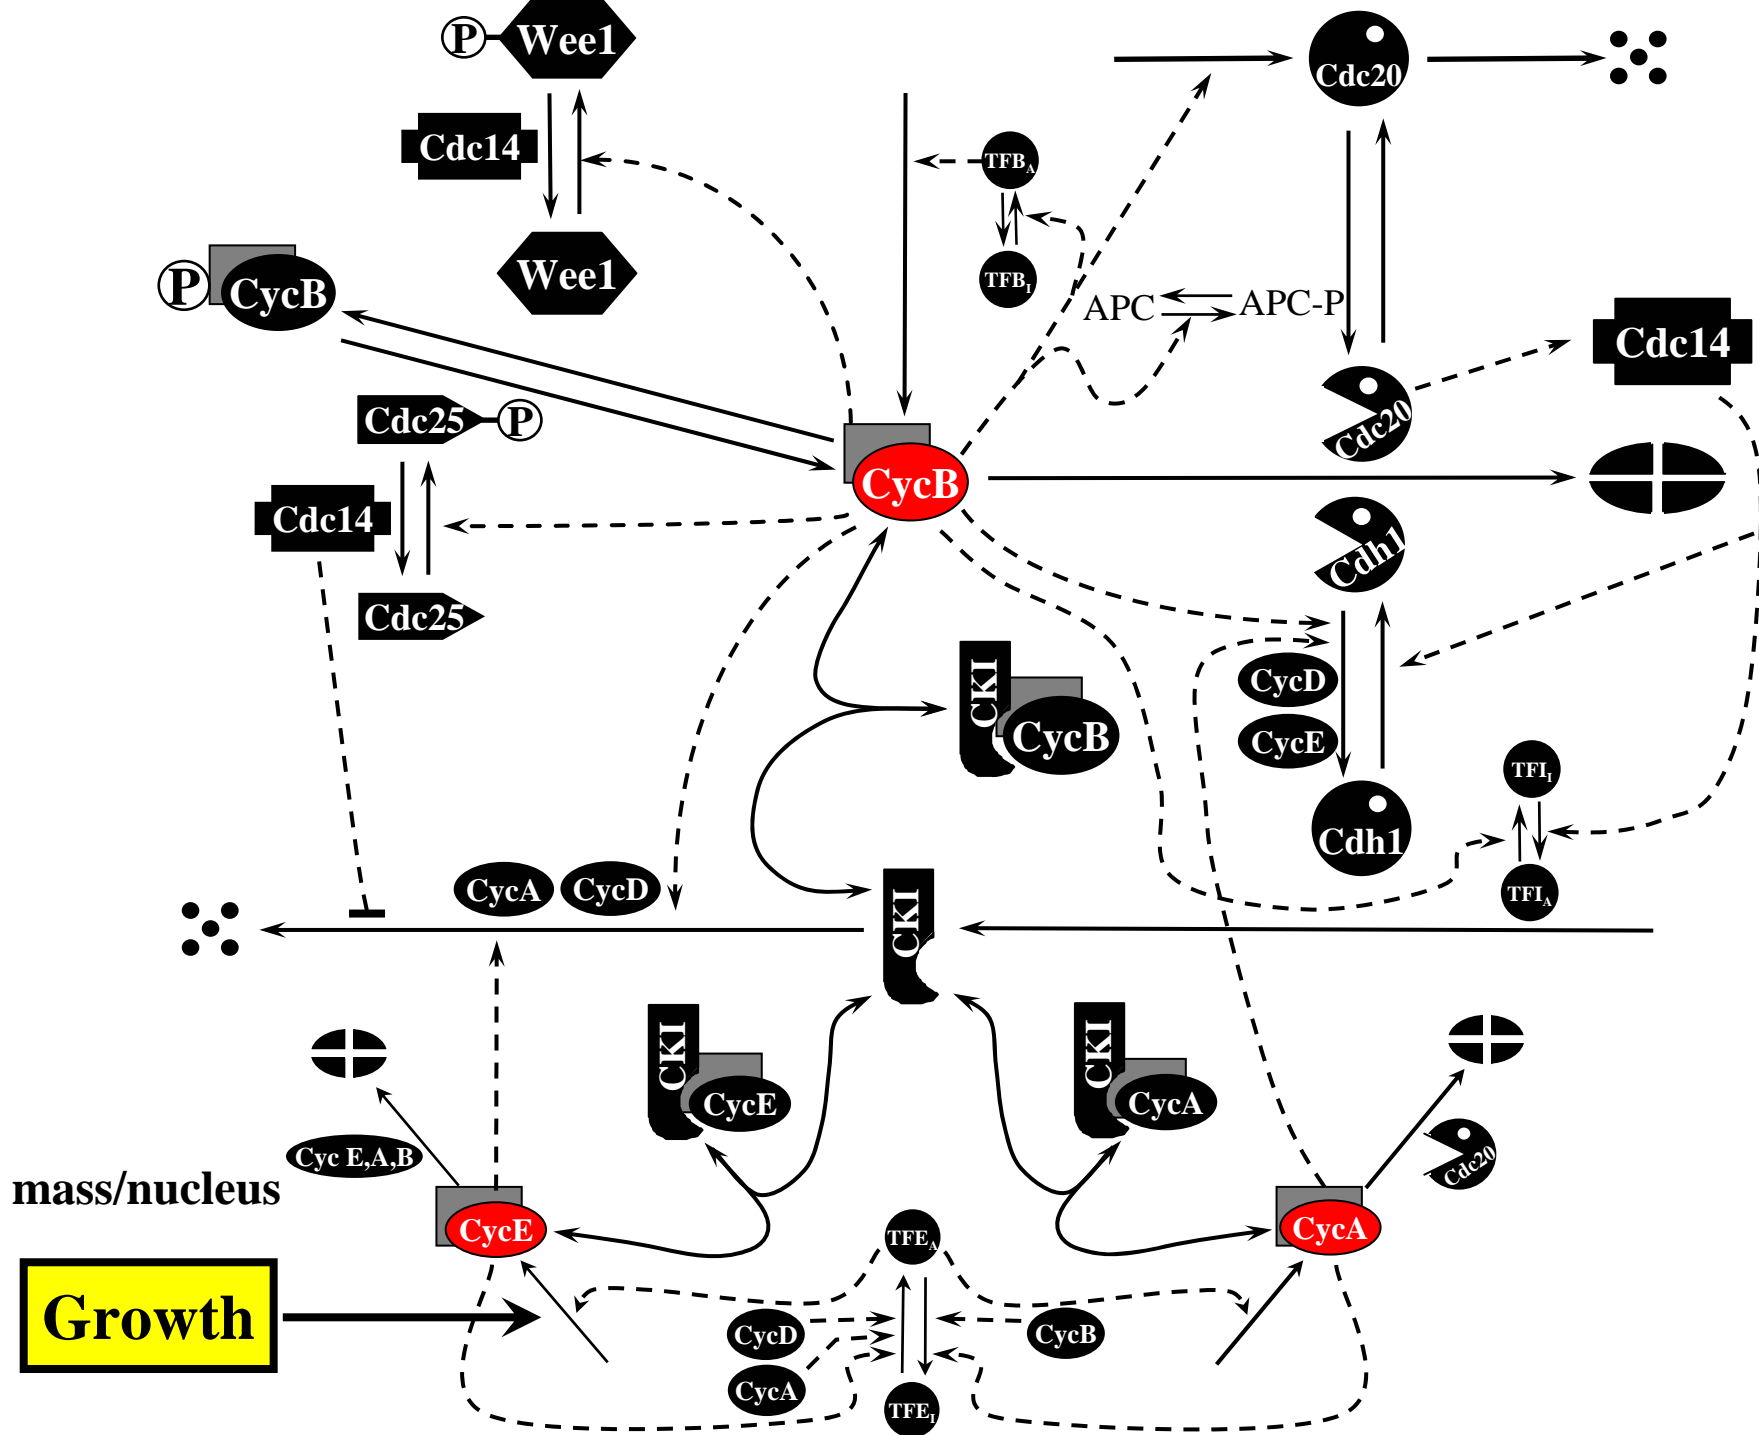 P
Wee1
Cdc20
Cdc14
TFBA
Wee1
TFBI
P
CycB
APC
APC-P
Cdc14
Cdc25
P
Cdc20
CycB
Cdc14
Cdh1
Cdc25
CycD
CKI
CycB
CycE
TFII
Cdh1
CycA
CycD
CKI
TFIA
CKI
CycE
CKI
CycA
Cyc E,A,B
Cdc20
mass/nucleus
CycE
TFEA
CycA
Growth
CycD
CycB
CycA
TFEI